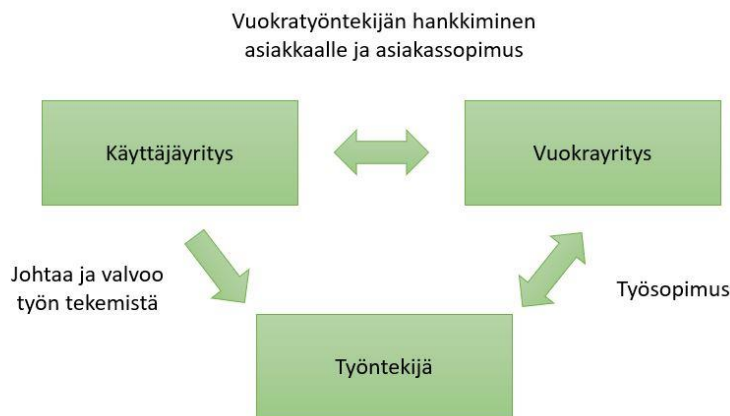 Vuokratyöntekijän hankkiminen
asiakkaalle ja asiakassopimus
Käyttäjäyritys
Vuokrayritys
Johtaa ja valvoo
työn tekemistä
Työsopimus
Työntekijä